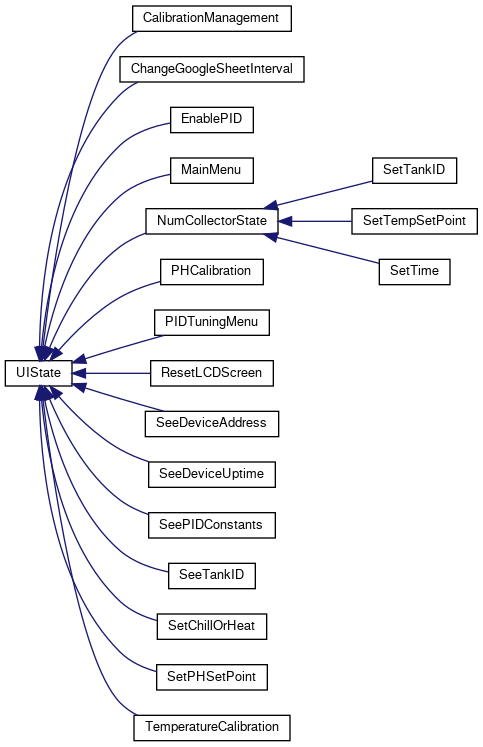 CalibrationManagement
ChangeGoogleSheetInterval
EnablePID
MainMenu
SetTankID
NumCollectorState
SetTempSetPoint
PHCalibration
SetTime
PIDTuningMenu
UIState
ResetLCDScreen
SeeDeviceAddress
SeeDeviceUptime
SeePIDConstants
SeeTankID
SetChillOrHeat
SetPHSetPoint
TemperatureCalibration